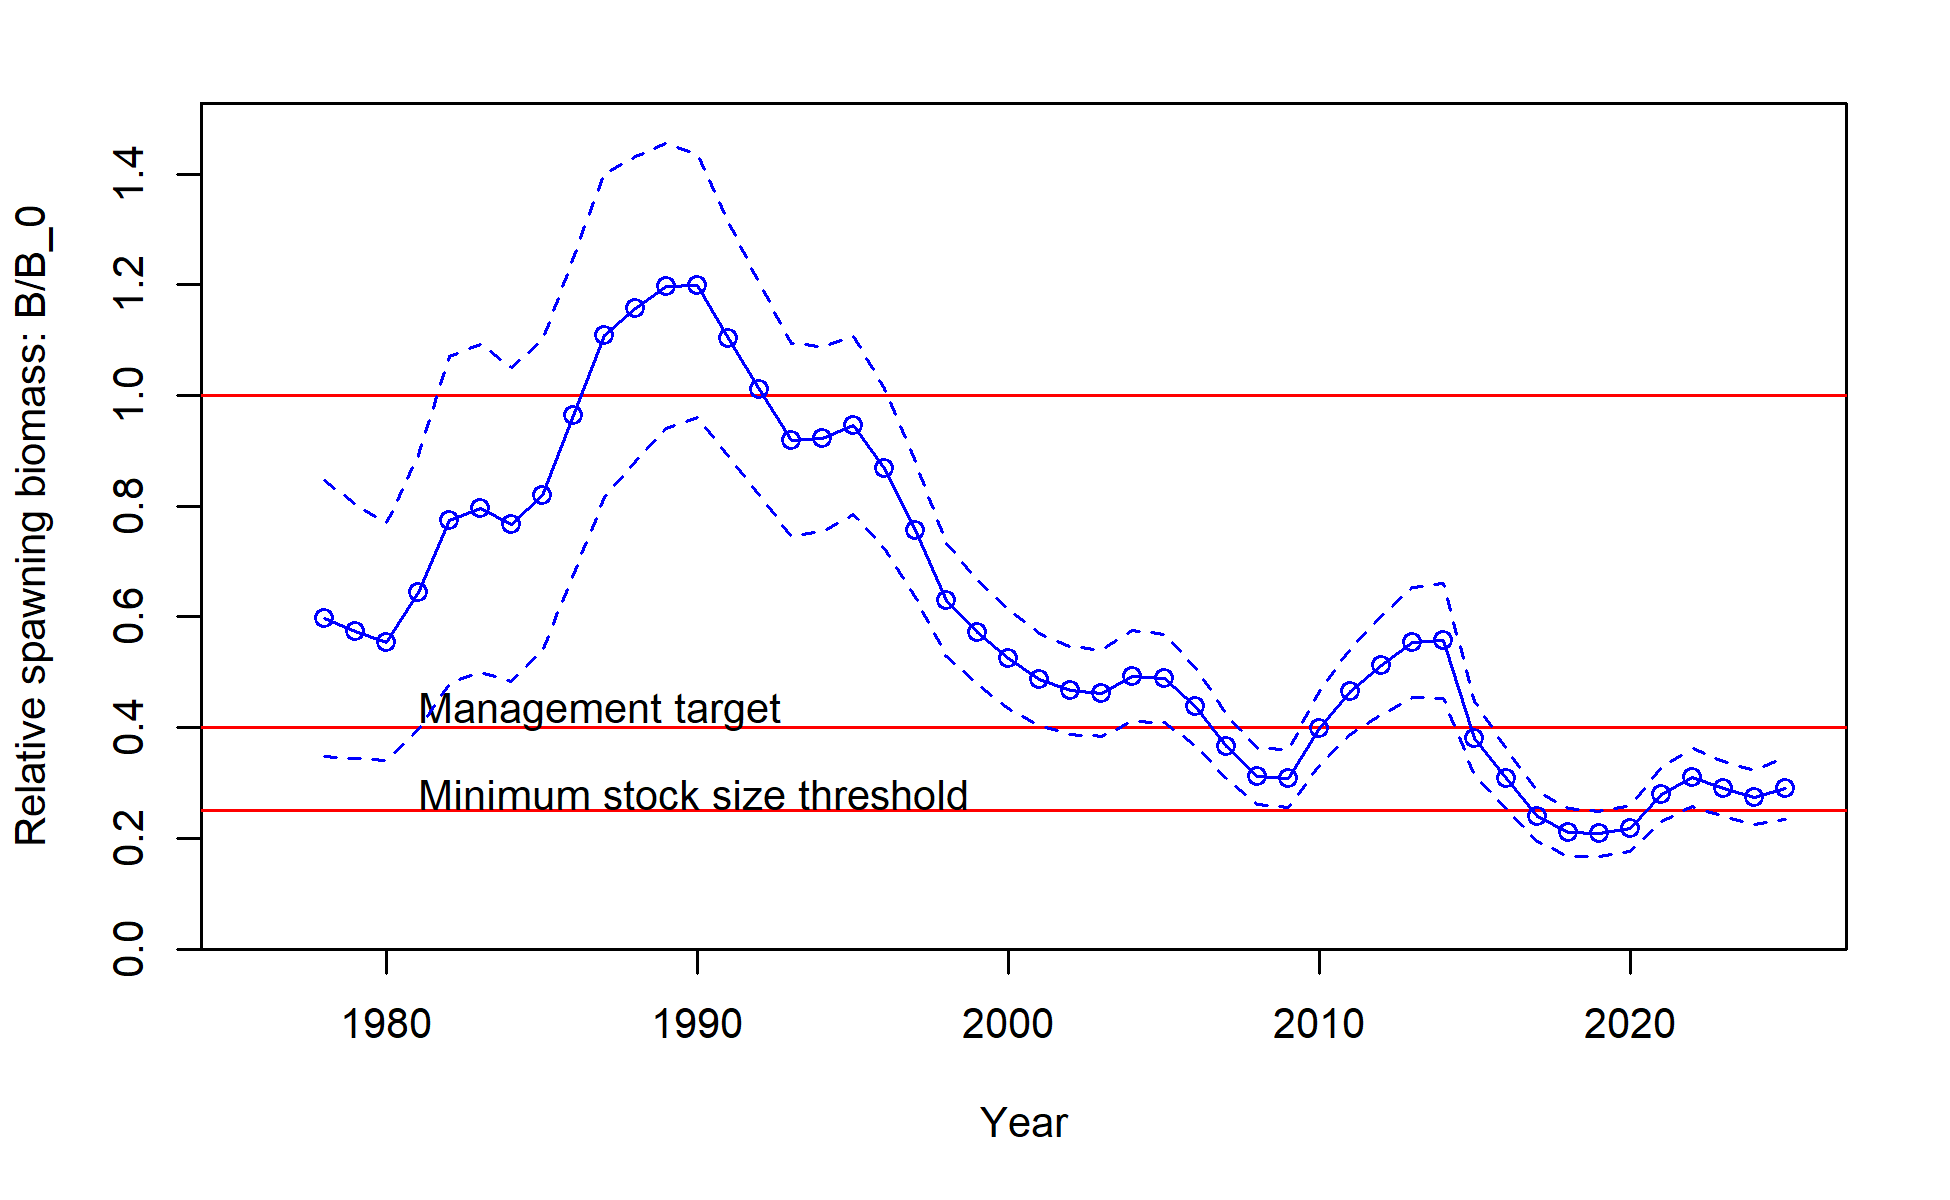 Relative spawning biomass: B/B_0
1.4
1.2
1.0
0.8
0.6
0.4
0.2
0.0
Management target
Minimum stock size threshold
1980 1990 2000 2010 2020
Year